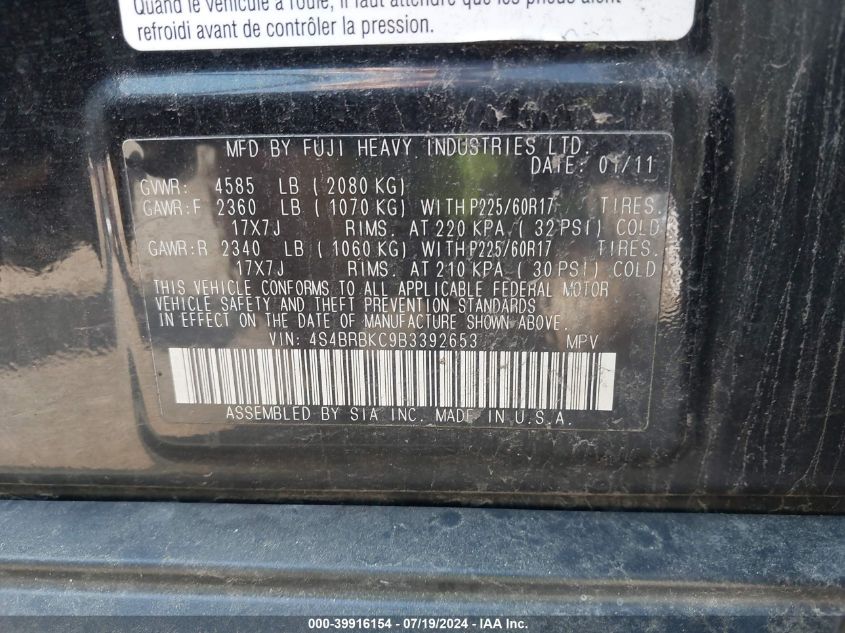 Quand le véhicule a roulé, il faut attendre que les pneus aient
refroidi avant de contrôler la pression.
MFD BY FUJI HEAVY INDUSTRIES LTD.
DATE: 01/11
GVWR: 4585 LB ( 2080 KG)
GAWR:F 2360 LB ( 1070 KG) WITH P225/60R17 TIRES.
17X7J RIMS. AT 220 KPA. ( 32 PSI) COLD
GAWR:R 2340 LB ( 1060 KG) WITH P225/60R17 TIRES.
17X7J RIMS. AT 210 KPA. ( 30 PSI) COLD
THIS VEHICLE CONFORMS TO ALL APPLICABLE FEDERAL MOTOR
VEHICLE SAFETY AND THEFT PREVENTION STANDARDS
IN EFFECT ON THE DATE OF MANUFACTURE SHOWN ABOVE.
VIN: 4S4BRBKC9B3392653 MPV
ASSEMBLED BY SIA INC. MADE IN U.S.A.
000-39916154 - 07/19/2024 - IAA